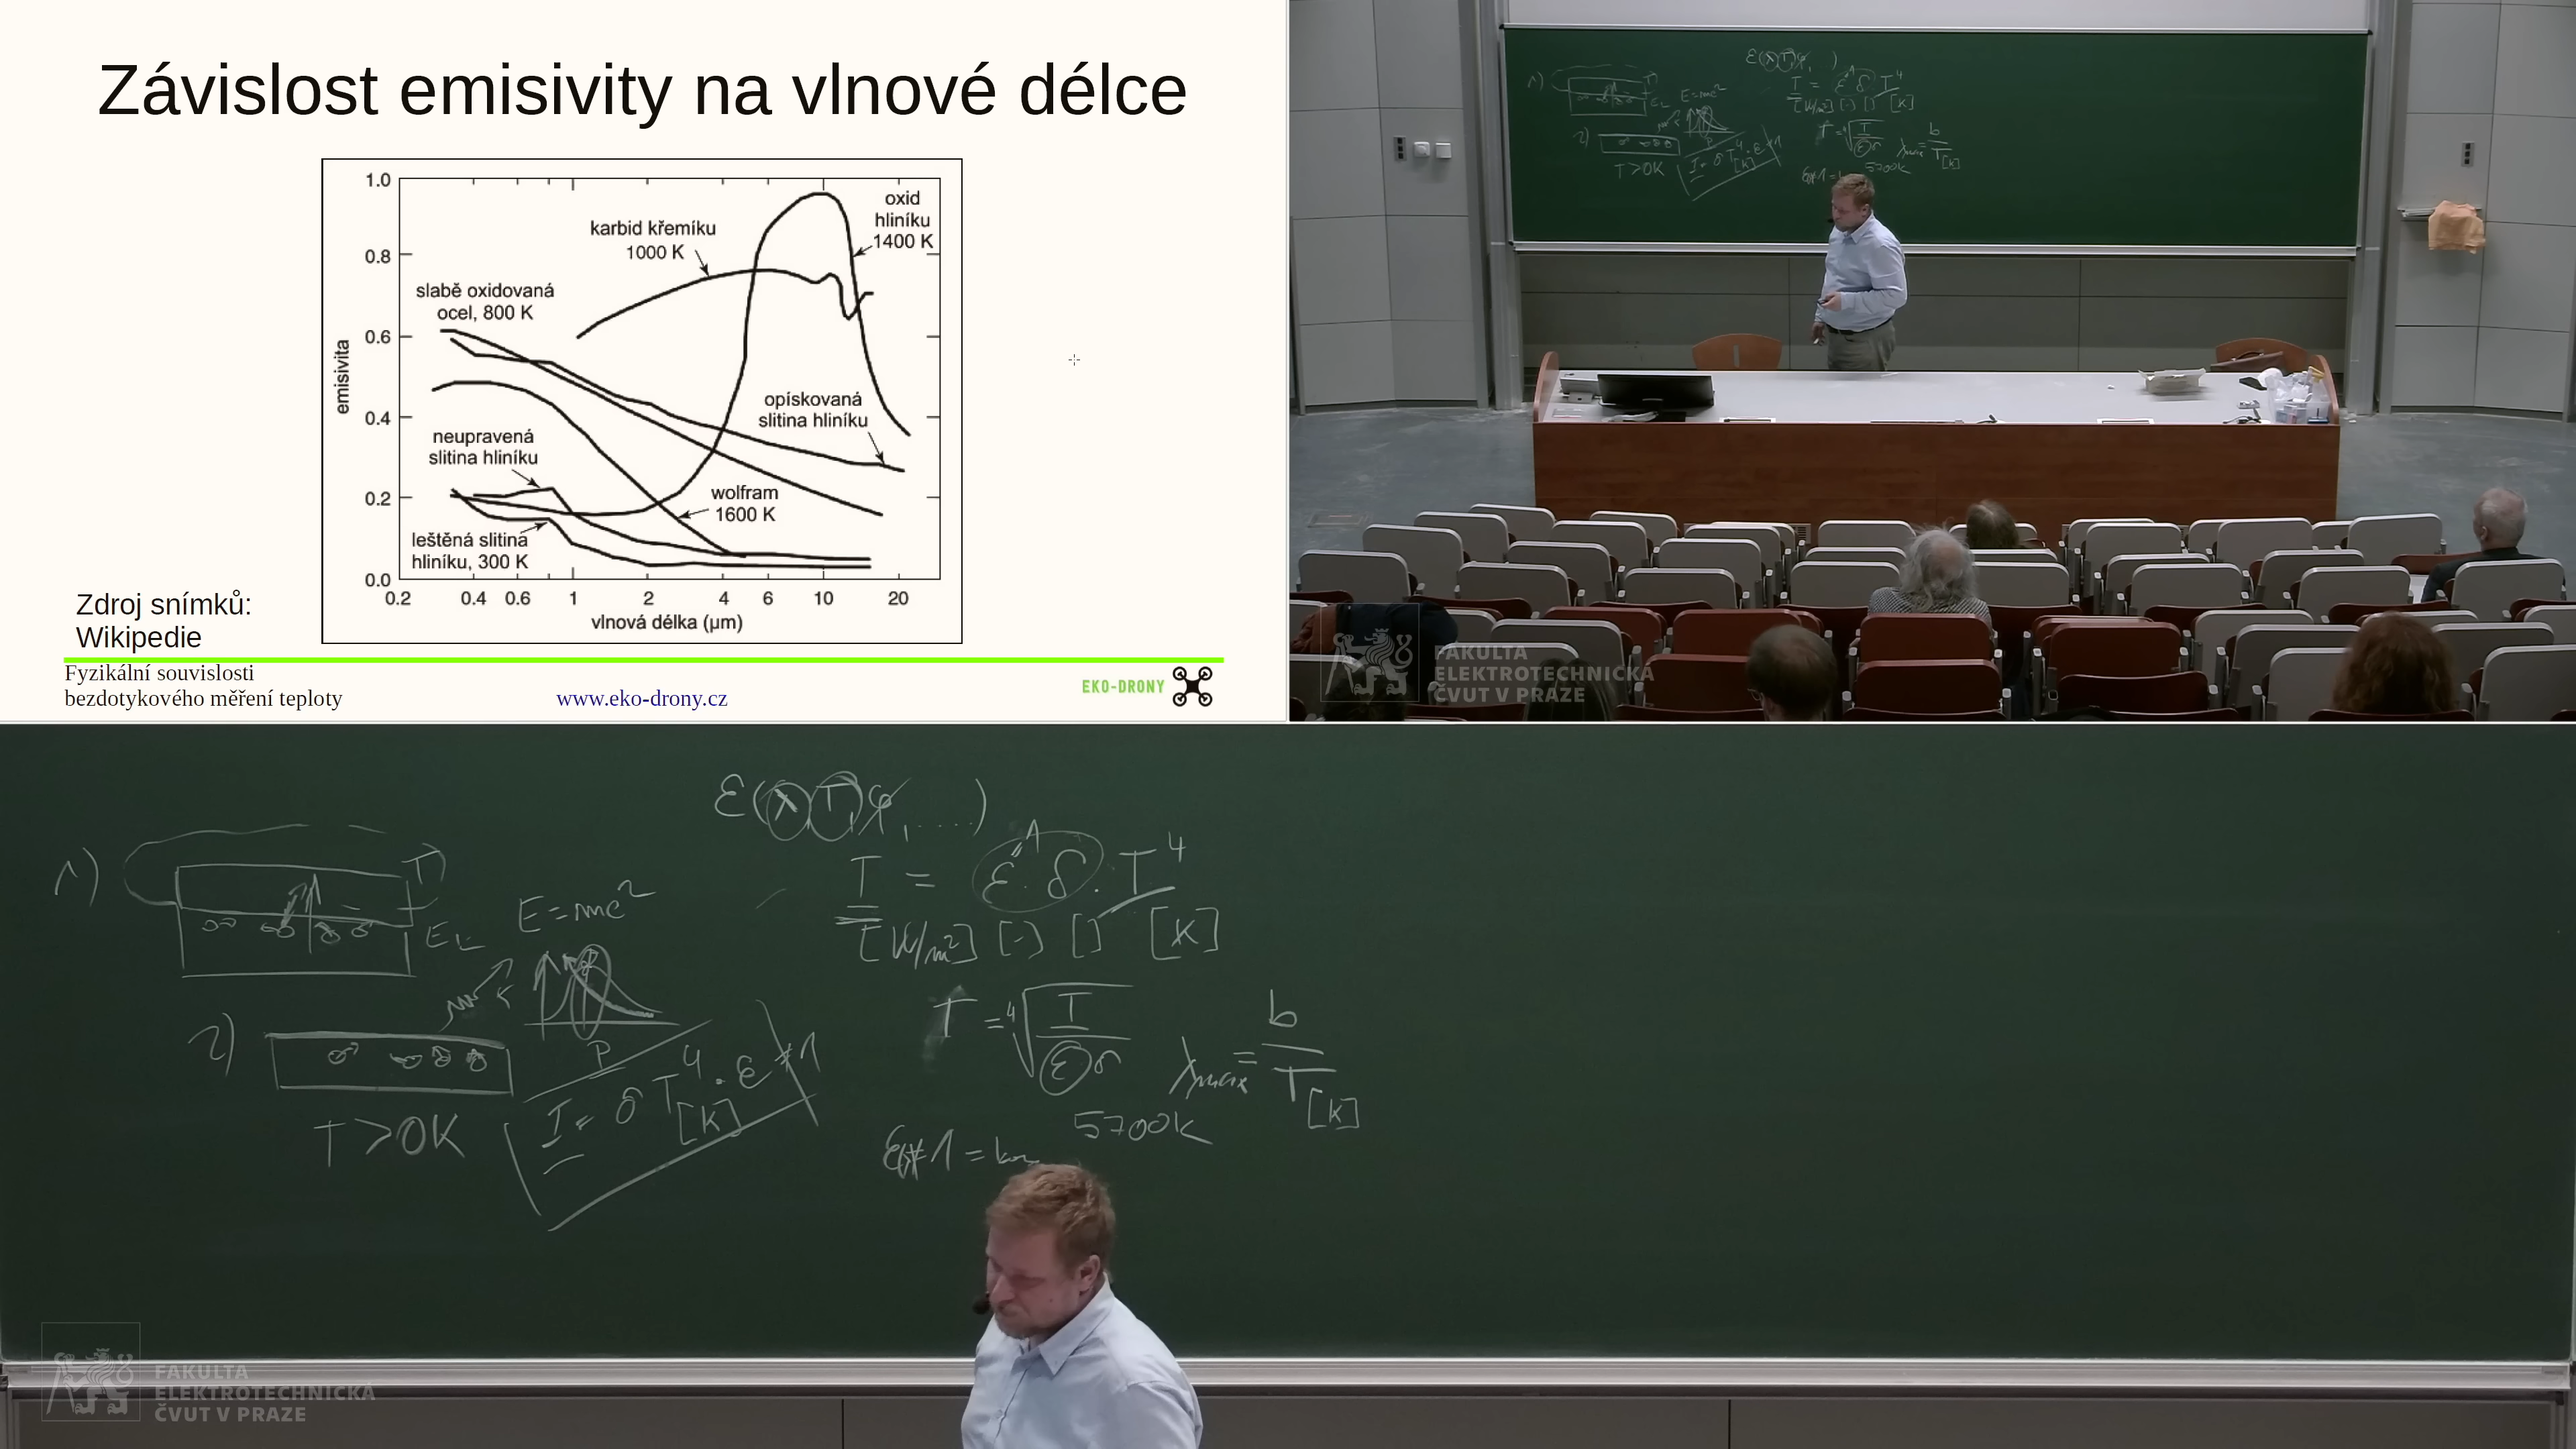 Závislost emisivity na vlnové délce
1.0
0.8
0.6
0.4
0.2
0.0
emisivita
karbid křemíku
1000 K
oxid
hliníku
1400 K
slabě oxidovaná
ocel, 800 K
opískovaná
slitina hliníku
neupravená
slitina hliníku
wolfram
1600 K
leštěná slitina
hliníku, 300 K
0.2 0.4 0.6 1 2 4 6 10 20
vlnová délka (µm)
Zdroj snímků:
Wikipedie
Fyzikální souvislosti
bezdotykového měření teploty
www.eko-drony.cz
EKO-DRONY
FAKULTA
ELEKTROTECHNICKÁ
ČVUT V PRAZE
E=mc²
[W/m²] [-] [] [K]
2)
T>0K
λmax = b
T[K]
5700K
FAKULTA
ELEKTROTECHNICKÁ
ČVUT V PRAZE